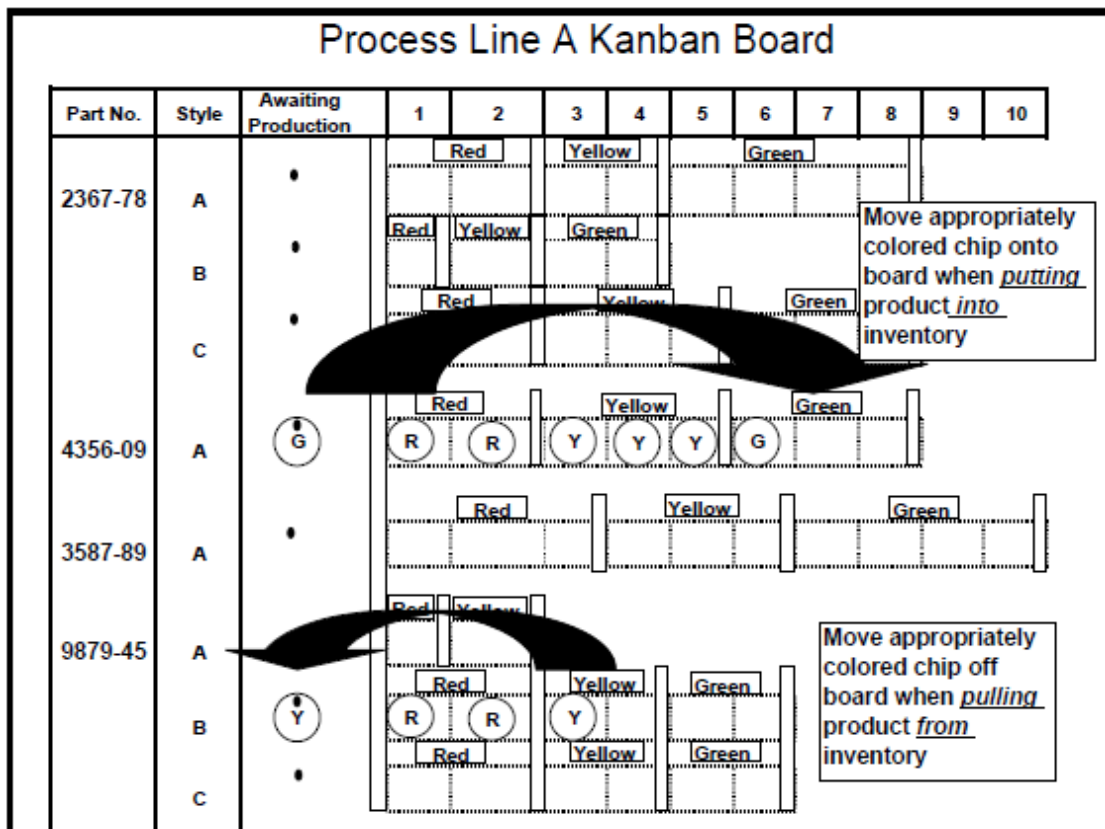 Process Line A Kanban Board
Part No. Style Awaiting Production 1 2 3 4 5 6 7 8 9 10
Red Yellow Green
2367-78 A
Red Yellow Green
B
Red Yellow Green
C
Move appropriately
colored chip onto
board when putting
product into
inventory
Red Yellow Green
4356-09 A G R R Y Y Y G
Red Yellow Green
3587-89 A
Red Yellow
9879-45 A
Red Yellow Green
B Y R R Y
Red Yellow Green
C
Move appropriately
colored chip off
board when pulling
product from
inventory